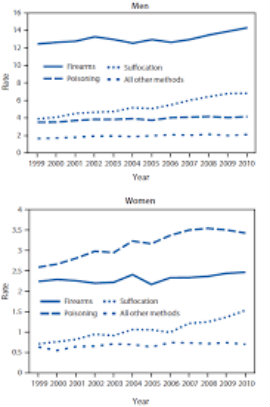 Men
16
14
12
10
8
6
4
2
0
Rate
Firearms
Suffocation
Poisoning
All other methods
1999 2000 2001 2002 2003 2004 2005 2006 2007 2008 2009 2010
Year
Women
4
3.5
3
2.5
2
1.5
1
0.5
0
Rate
Firearms
Suffocation
Poisoning
All other methods
1999 2000 2001 2002 2003 2004 2005 2006 2007 2008 2009 2010
Year